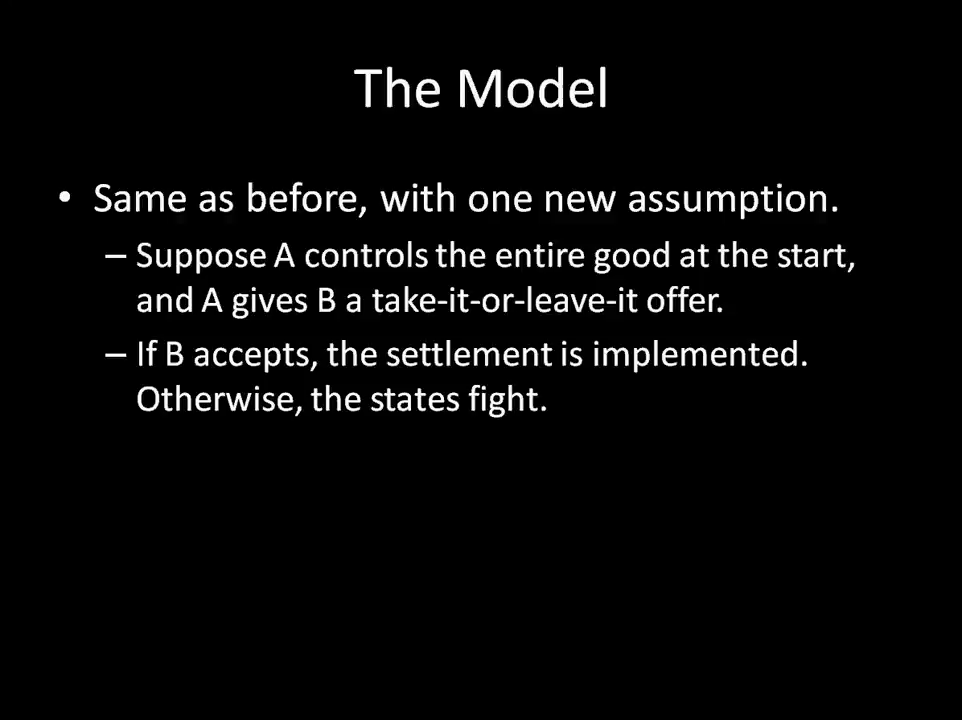 The Model
• Same as before, with one new assumption.
– Suppose A controls the entire good at the start,
and A gives B a take-it-or-leave-it offer.
– If B accepts, the settlement is implemented.
Otherwise, the states fight.